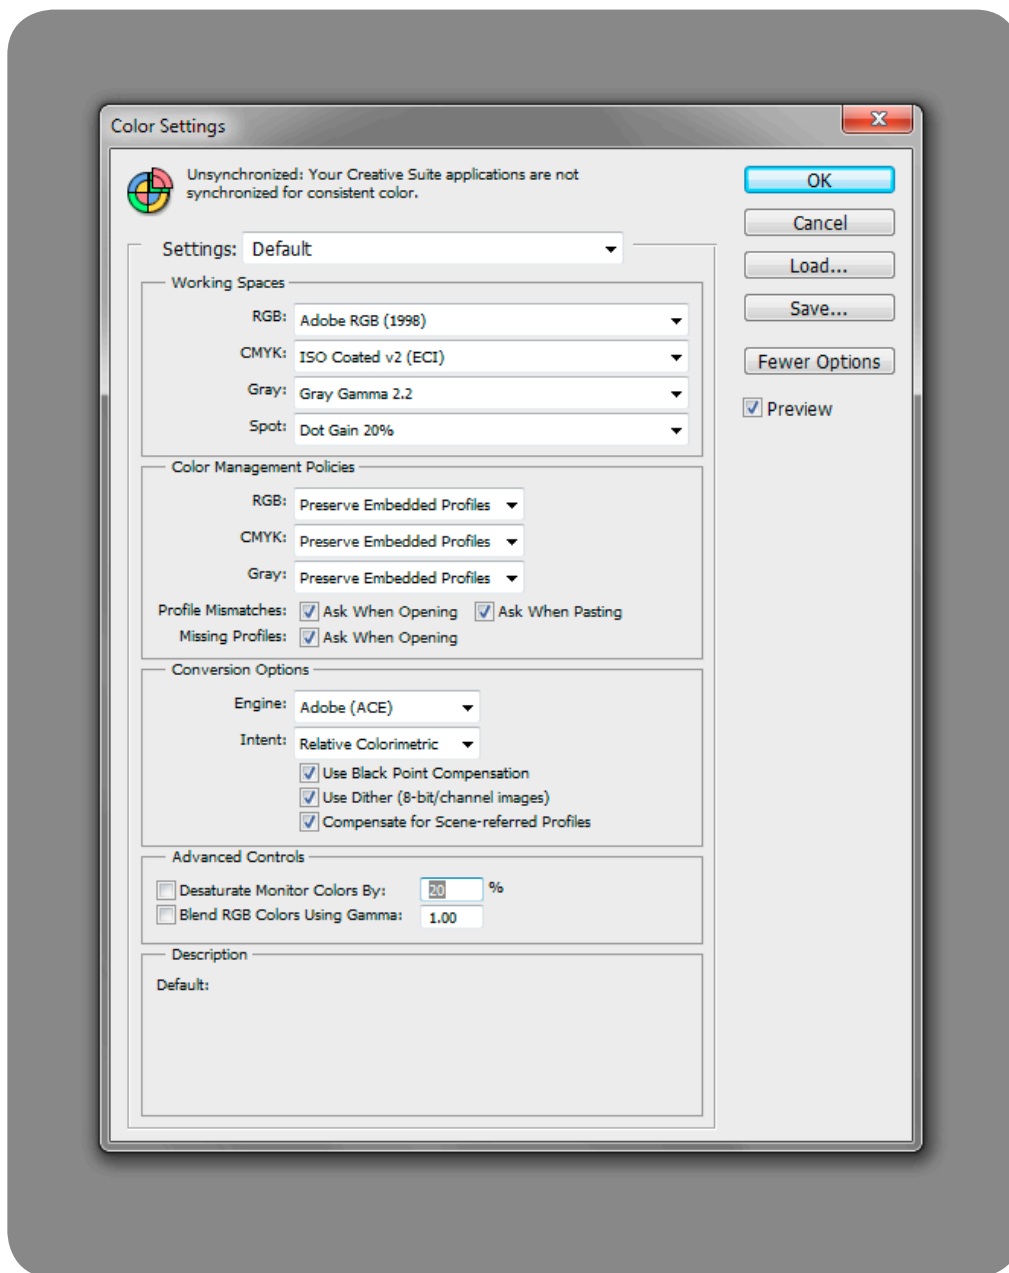 Color Settings
Unsynchronized: Your Creative Suite applications are not
synchronized for consistent color.
OK
Cancel
Load...
Save...
Fewer Options
Preview
Settings: Default
Working Spaces
RGB: Adobe RGB (1998)
CMYK: ISO Coated v2 (ECI)
Gray: Gray Gamma 2.2
Spot: Dot Gain 20%
Color Management Policies
RGB: Preserve Embedded Profiles
CMYK: Preserve Embedded Profiles
Gray: Preserve Embedded Profiles
Profile Mismatches: Ask When Opening Ask When Pasting
Missing Profiles: Ask When Opening
Conversion Options
Engine: Adobe (ACE)
Intent: Relative Colorimetric
Use Black Point Compensation
Use Dither (8-bit/channel images)
Compensate for Scene-referred Profiles
Advanced Controls
Desaturate Monitor Colors By: 20 %
Blend RGB Colors Using Gamma: 1.00
Description
Default: